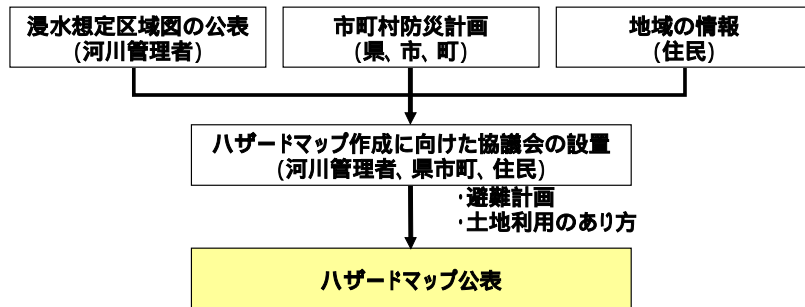 浸水想定区域図の公表
(河川管理者)
市町村防災計画
(県、市、町)
地域の情報
(住民)
ハザードマップ作成に向けた協議会の設置
(河川管理者、県市町、住民)
・避難計画
・土地利用のあり方
ハザードマップ公表